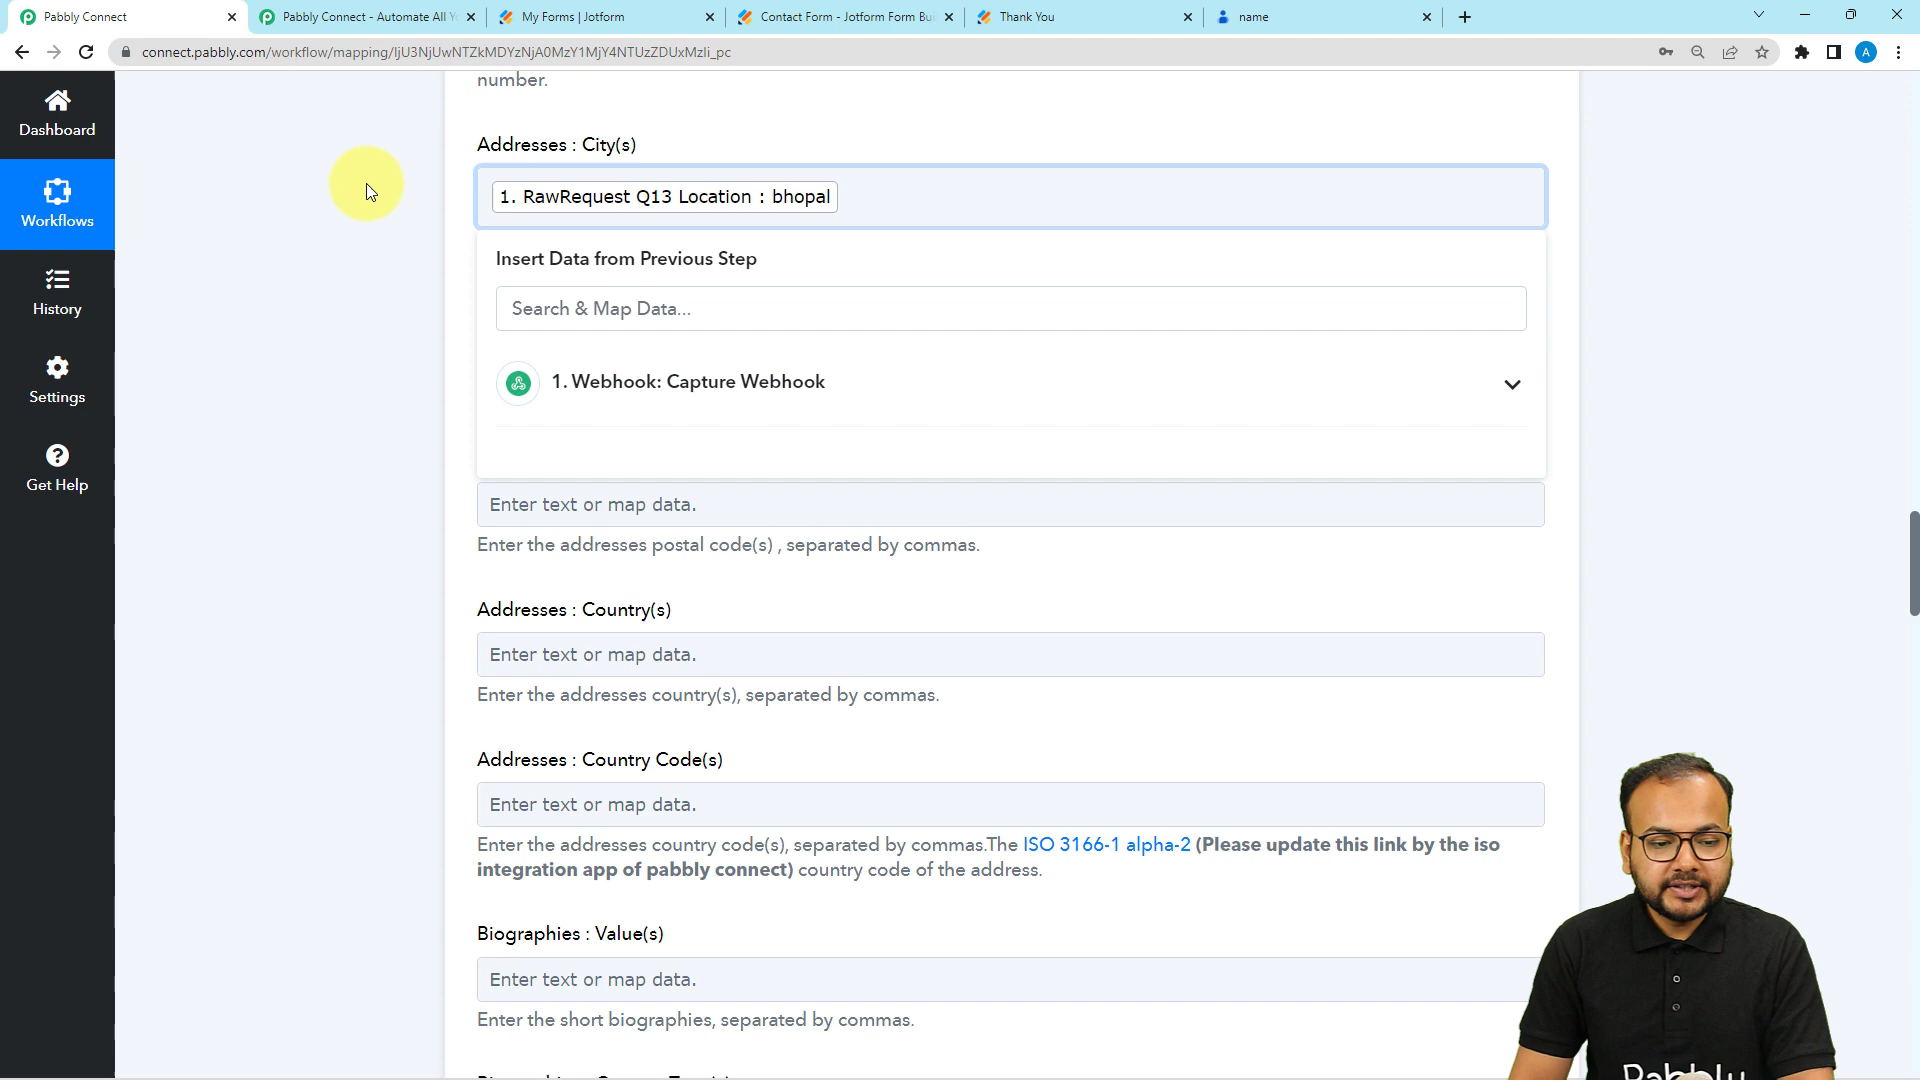 Pabbly Connect
Pabbly Connect - Automate All Y
My Forms | Jotform
Contact Form - Jotform Form Bu
Thank You
name
connect.pabbly.com/workflow/mapping/IjU3NjUwNTZkMDYzNjA0MzY1MjY4NTUzZDUxMzIi_pc
A
Dashboard
Workflows
History
Settings
Get Help
number.
Addresses : City(s)
1. RawRequest Q13 Location : bhopal
Insert Data from Previous Step
Search & Map Data...
1. Webhook: Capture Webhook
Enter text or map data.
Enter the addresses postal code(s) , separated by commas.
Addresses : Country(s)
Enter text or map data.
Enter the addresses country(s), separated by commas.
Addresses : Country Code(s)
Enter text or map data.
Enter the addresses country code(s), separated by commas.The ISO 3166-1 alpha-2 (Please update this link by the iso
integration app of pabbly connect) country code of the address.
Biographies : Value(s)
Enter text or map data.
Enter the short biographies, separated by commas.
Pabbly